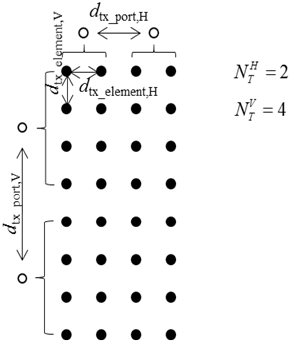 d_tx_port,H
d_tx_element,V
d_tx_element,H
N_T^H = 2
N_T^V = 4
d_tx_port,V